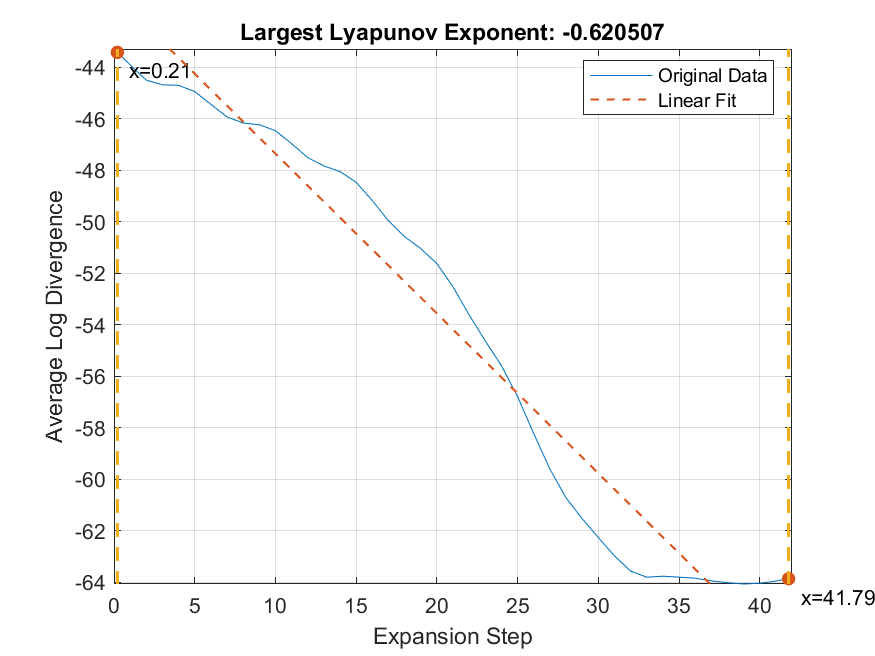 Largest Lyapunov Exponent: -0.620507
x=0.21
Original Data
Linear Fit
-44
-46
-48
-50
-52
-54
-56
-58
-60
-62
-64
Average Log Divergence
0 5 10 15 20 25 30 35 40
x=41.79
Expansion Step